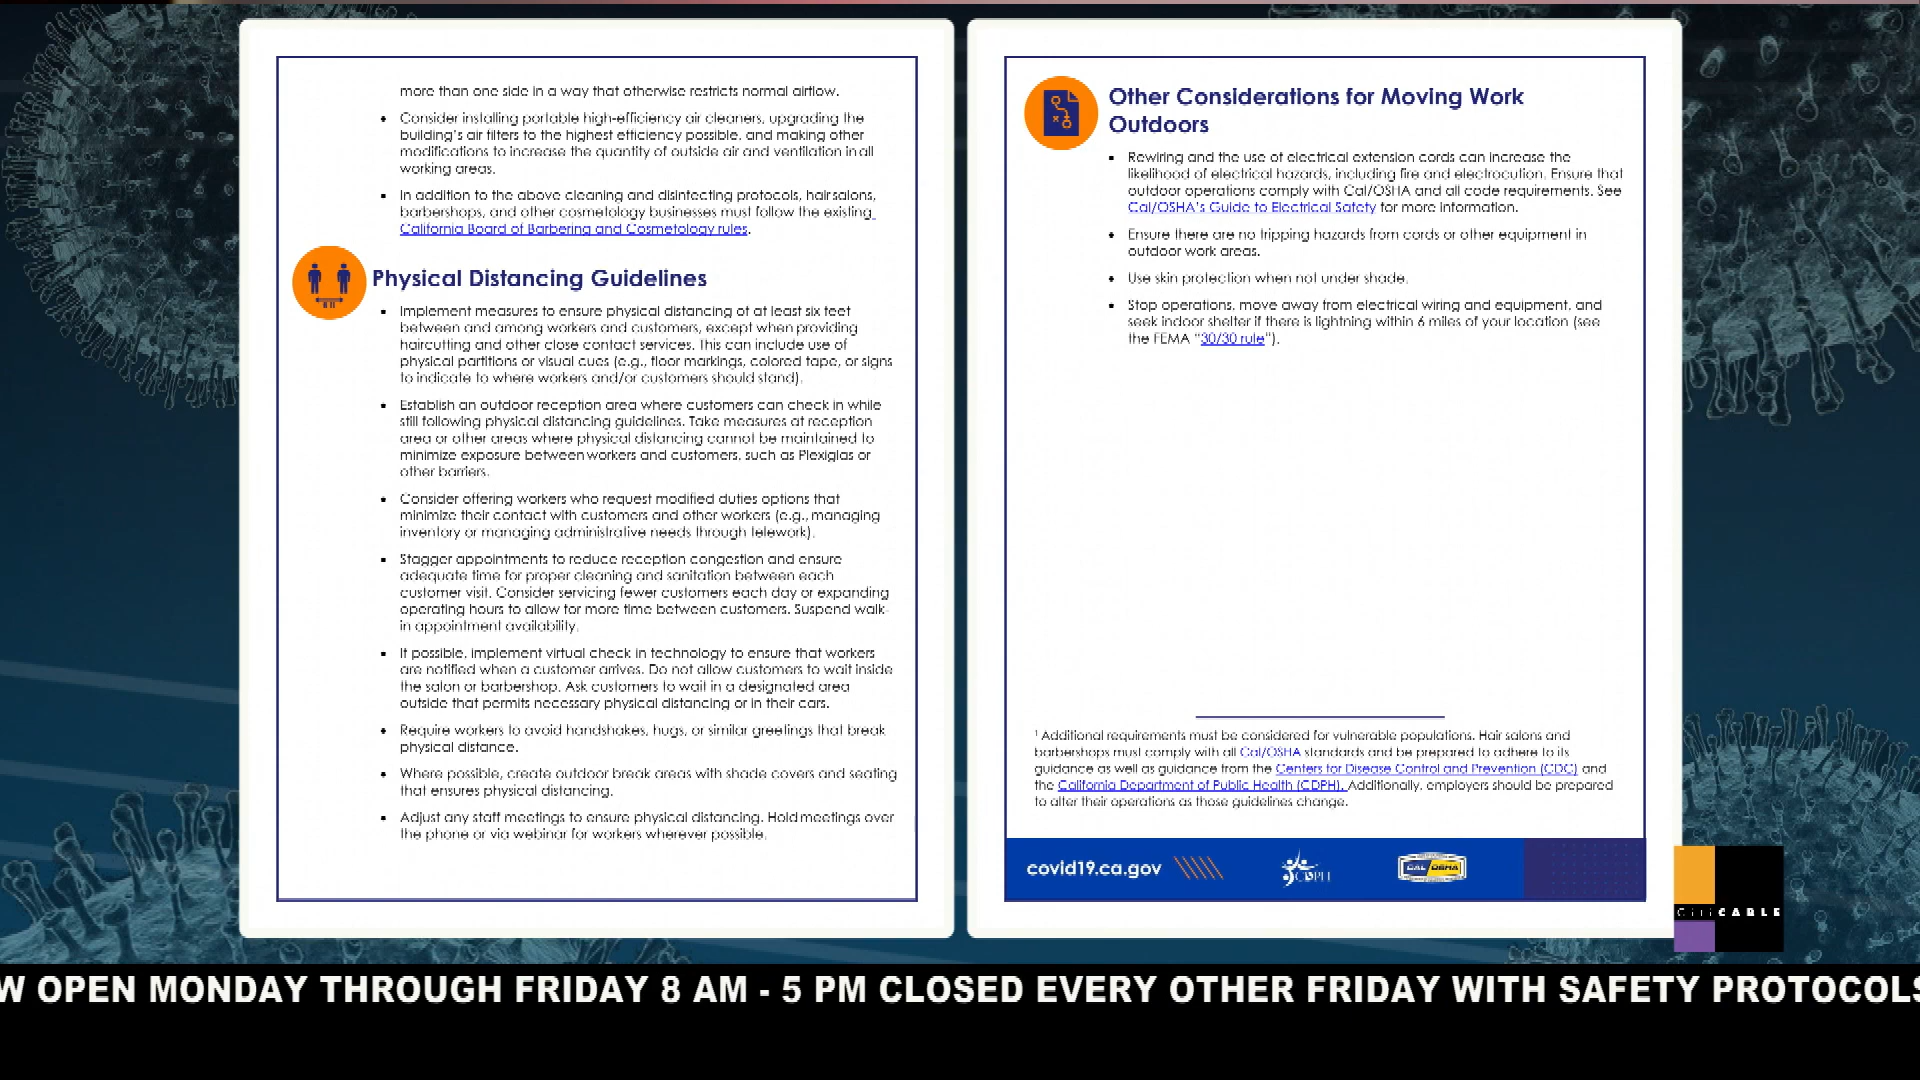 more than one side in a way that otherwise restricts normal airflow.
• Consider installing portable high-efficiency air cleaners, upgrading the
building's air filters to the highest efficiency possible, and making other
modifications to increase the quantity of outside air and ventilation in all
working areas.
• In addition to the above cleaning and disinfecting protocols, hair salons,
barbershops, and other cosmetology businesses must follow the existing
California Board of Barbering and Cosmetology rules.
Physical Distancing Guidelines
• Implement measures to ensure physical distancing of at least six feet
between and among workers and customers, except when providing
haircutting and other close contact services. This can include use of
physical partitions or visual cues (e.g., floor markings, colored tape, or signs
to indicate to where workers and/or customers should stand).
• Establish an outdoor reception area where customers can check in while
still following physical distancing guidelines. Take measures at reception
area or other areas where physical distancing cannot be maintained to
minimize exposure between workers and customers, such as Plexiglas or
other barriers.
• Consider offering workers who request modified duties options that
minimize their contact with customers and other workers (e.g., managing
inventory or managing administrative needs through telework).
• Stagger appointments to reduce reception congestion and ensure
adequate time for proper cleaning and sanitation between each
customer visit. Consider servicing fewer customers each day or expanding
operating hours to allow for more time between customers. Suspend walk-
in appointment availability.
• If possible, implement virtual check in technology to ensure that workers
are notified when a customer arrives. Do not allow customers to wait inside
the salon or barbershop. Ask customers to wait in a designated area
outside that permits necessary physical distancing or in their cars.
• Require workers to avoid handshakes, hugs, or similar greetings that break
physical distance.
• Where possible, create outdoor break areas with shade covers and seating
that ensures physical distancing.
• Adjust any staff meetings to ensure physical distancing. Hold meetings over
the phone or via webinar for workers wherever possible.
Other Considerations for Moving Work
Outdoors
• Rewiring and the use of electrical extension cords can increase the
likelihood of electrical hazards, including fire and electrocution. Ensure that
outdoor operations comply with Cal/OSHA and all code requirements. See
Cal/OSHA's Guide to Electrical Safety for more information.
• Ensure there are no tripping hazards from cords or other equipment in
outdoor work areas.
• Use skin protection when not under shade.
• Stop operations, move away from electrical wiring and equipment, and
seek indoor shelter if there is lightning within 6 miles of your location (see
the FEMA "30/30 rule").
1 Additional requirements must be considered for vulnerable populations. Hair salons and
barbershops must comply with all Cal/OSHA standards and be prepared to adhere to its
guidance as well as guidance from the Centers for Disease Control and Prevention (CDC) and
the California Department of Public Health (CDPH). Additionally, employers should be prepared
to alter their operations as those guidelines change.
covid19.ca.gov
CDPH
CAL OSHA
CITICABLE
W OPEN MONDAY THROUGH FRIDAY 8 AM - 5 PM CLOSED EVERY OTHER FRIDAY WITH SAFETY PROTOCOLS